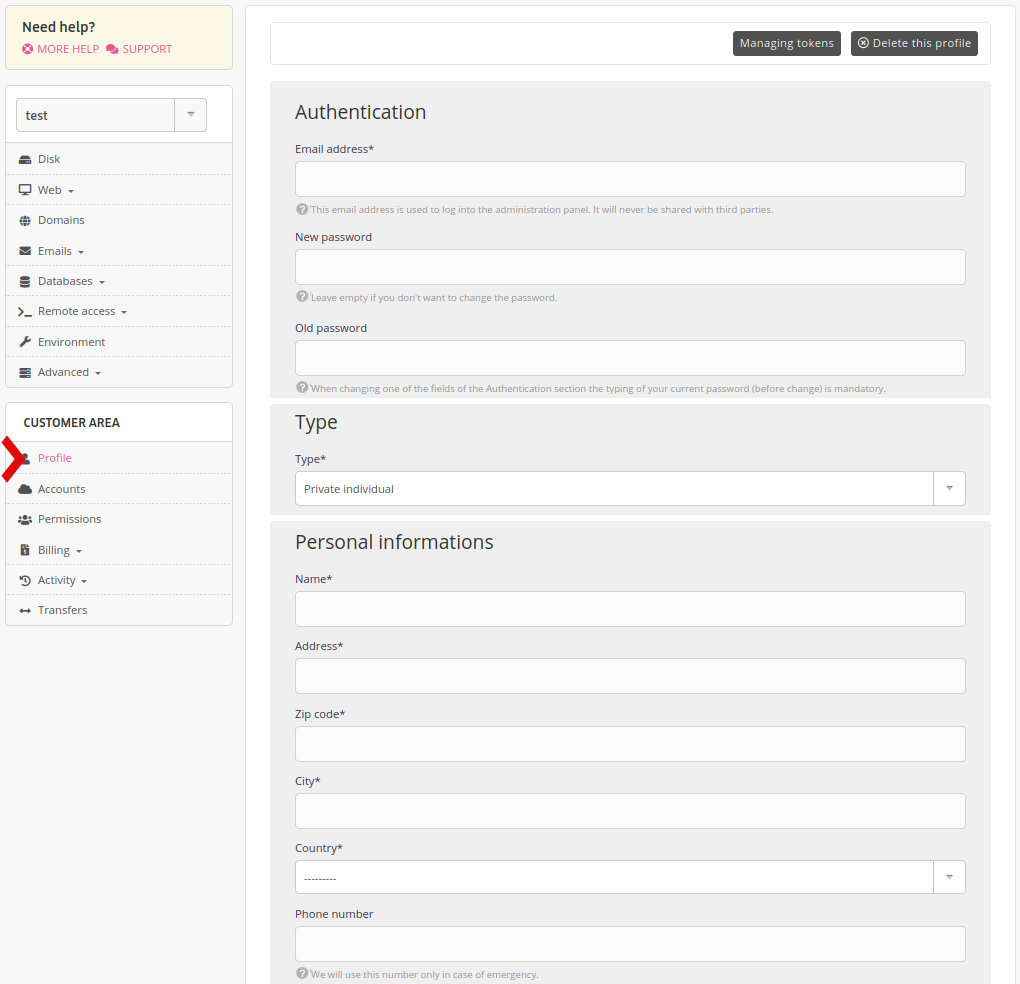 Need help?
MORE HELP SUPPORT
test
Disk
Web
Domains
Emails
Databases
Remote access
Environment
Advanced
CUSTOMER AREA
Profile
Accounts
Permissions
Billing
Activity
Transfers
Managing tokens Delete this profile
Authentication
Email address*
This email address is used to log into the administration panel. It will never be shared with third parties.
New password
Leave empty if you don't want to change the password.
Old password
When changing one of the fields of the Authentication section the typing of your current password (before change) is mandatory.
Type
Type*
Private individual
Personal informations
Name*
Address*
Zip code*
City*
Country*
---------
Phone number
We will use this number only in case of emergency.